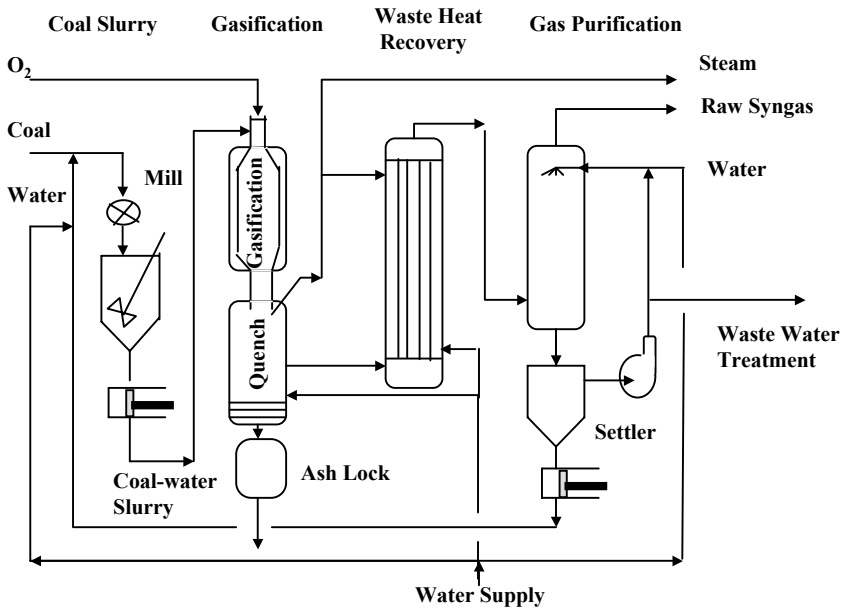 Coal Slurry
Gasification
Waste Heat
Recovery
Gas Purification
O2
Steam
Raw Syngas
Coal
Mill
Water
Water
Gasification
Quench
Waste Water
Treatment
Settler
Coal-water
Slurry
Ash Lock
Water Supply